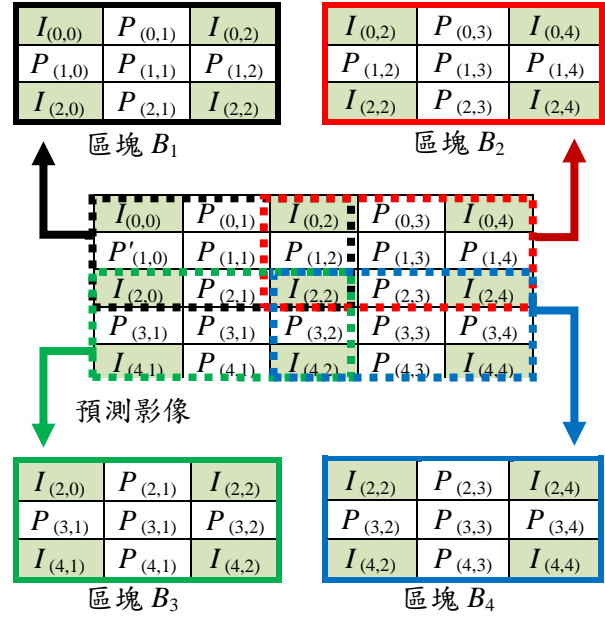 I(0,0) P(0,1) I(0,2)
P(1,0) P(1,1) P(1,2)
I(2,0) P(2,1) I(2,2)
區塊 B1
I(0,2) P(0,3) I(0,4)
P(1,2) P(1,3) P(1,4)
I(2,2) P(2,3) I(2,4)
區塊 B2
I(0,0) P(0,1) I(0,2) P(0,3) I(0,4)
P'(1,0) P(1,1) P(1,2) P(1,3) P(1,4)
I(2,0) P(2,1) I(2,2) P(2,3) I(2,4)
P(3,1) P(3,1) P(3,2) P(3,3) P(3,4)
I(4,1) P(4,1) I(4,2) P(4,3) I(4,4)
預測影像
I(2,0) P(2,1) I(2,2)
P(3,1) P(3,1) P(3,2)
I(4,1) P(4,1) I(4,2)
區塊 B3
I(2,2) P(2,3) I(2,4)
P(3,2) P(3,3) P(3,4)
I(4,2) P(4,3) I(4,4)
區塊 B4